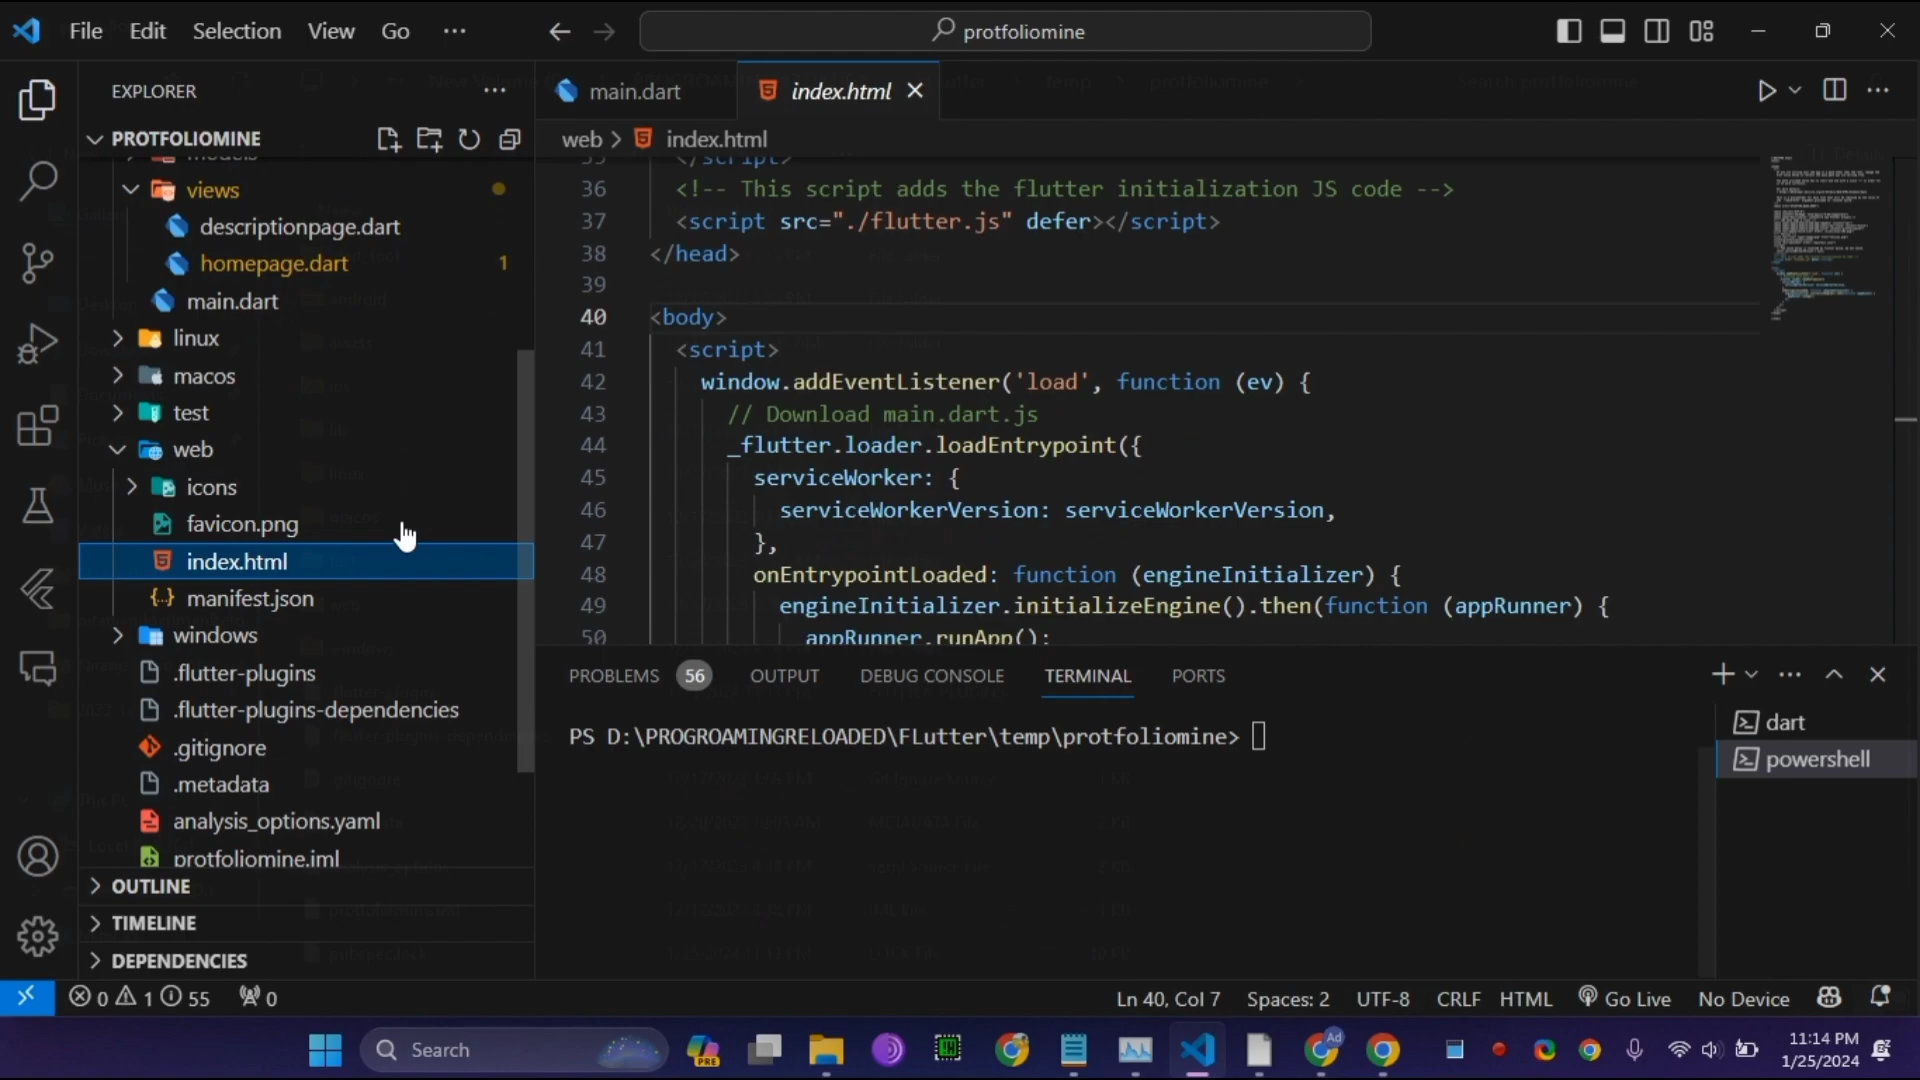 File Edit Selection View Go ···
protfoliomine
EXPLORER
main.dart
index.html
PROTFOLIOMINE
web > index.html
models
views
descriptionpage.dart
homepage.dart 1
main.dart
linux
macos
test
web
icons
favicon.png
index.html
manifest.json
windows
.flutter-plugins
.flutter-plugins-dependencies
.gitignore
.metadata
analysis_options.yaml
protfoliomine.iml
OUTLINE
TIMELINE
DEPENDENCIES
35 </script>
36 <!-- This script adds the flutter initialization JS code -->
37 <script src="./flutter.js" defer></script>
38 </head>
39
40 <body>
41 <script>
42 window.addEventListener('load', function (ev) {
43 // Download main.dart.js
44 _flutter.loader.loadEntrypoint({
45 serviceWorker: {
46 serviceWorkerVersion: serviceWorkerVersion,
47 },
48 onEntrypointLoaded: function (engineInitializer) {
49 engineInitializer.initializeEngine().then(function (appRunner) {
50 appRunner.runApp();
PROBLEMS 56 OUTPUT DEBUG CONSOLE TERMINAL PORTS
PS D:\PROGROAMINGRELOADED\FLutter\temp\protfoliomine>
dart
powershell
0 1 55 0
Ln 40, Col 7 Spaces: 2 UTF-8 CRLF HTML Go Live No Device
Search
PRE
Ad
11:14 PM
1/25/2024